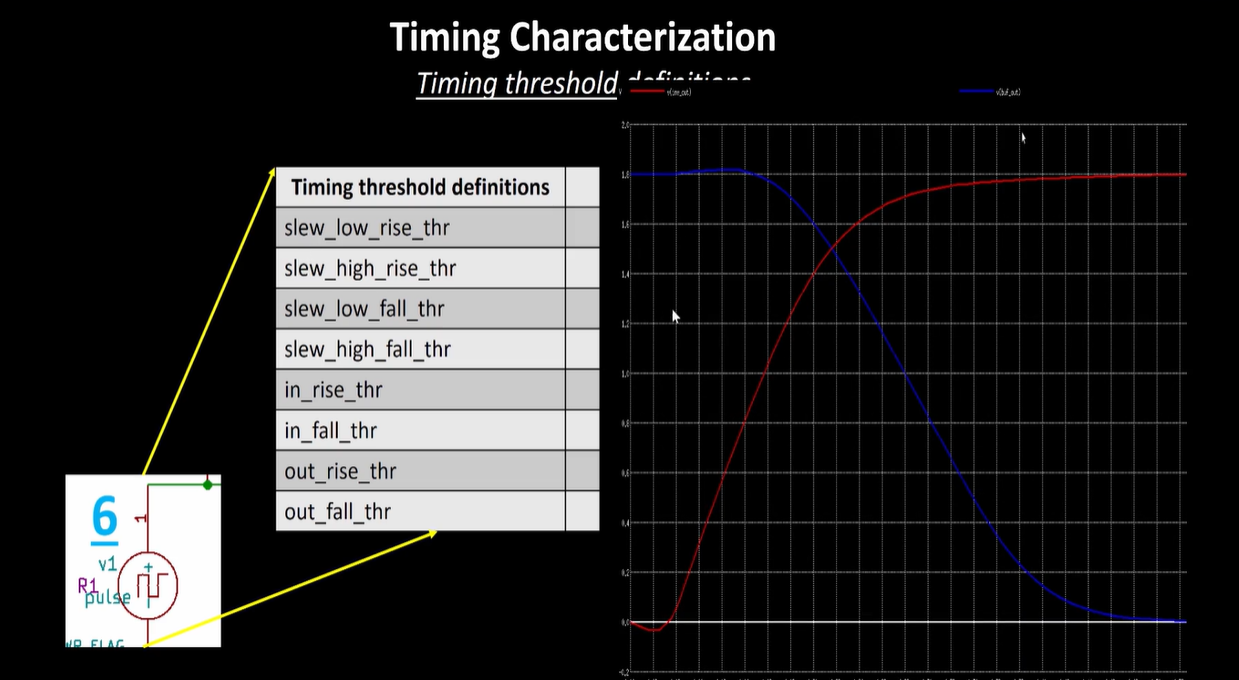 Timing Characterization
Timing threshold definitions
v(buf_out)
Timing threshold definitions
slew_low_rise_thr
slew_high_rise_thr
slew_low_fall_thr
slew_high_fall_thr
in_rise_thr
in_fall_thr
out_rise_thr
out_fall_thr
6
1
v1
R1
pulse
2.0
1.8
1.6
1.4
1.2
1.0
0.8
0.6
0.4
0.2
0.0
-0.2